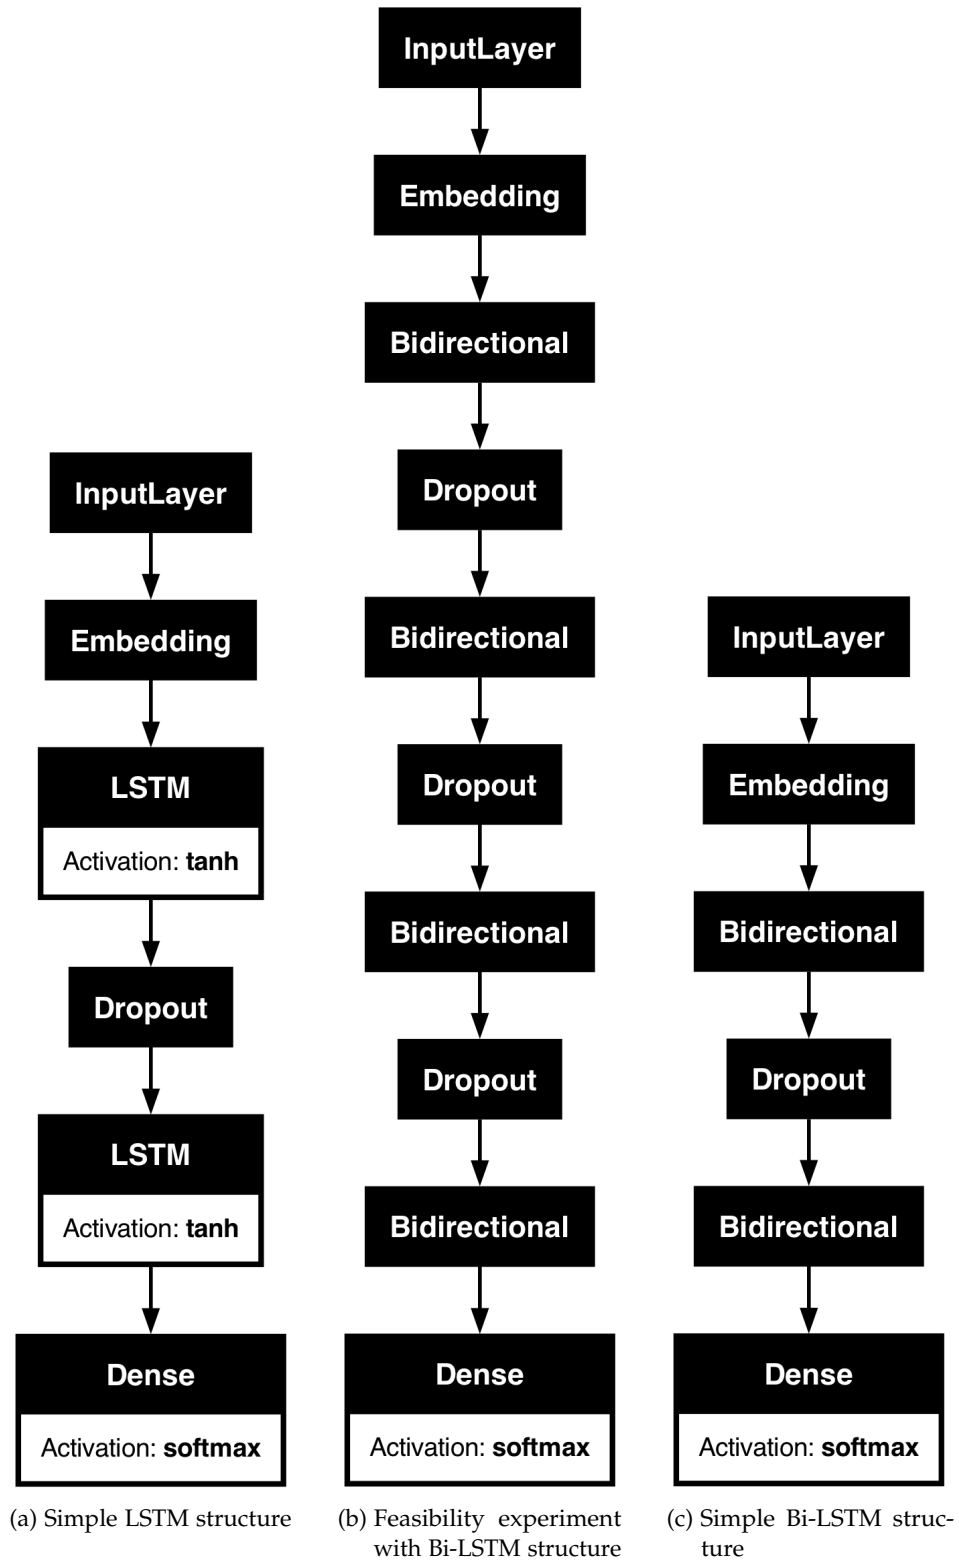 InputLayer
Embedding
LSTM
Activation: tanh
Dropout
LSTM
Activation: tanh
Dense
Activation: softmax
(a) Simple LSTM structure
InputLayer
Embedding
Bidirectional
Dropout
Bidirectional
Dropout
Bidirectional
Dropout
Bidirectional
Dense
Activation: softmax
(b) Feasibility experiment
with Bi-LSTM structure
InputLayer
Embedding
Bidirectional
Dropout
Bidirectional
Dense
Activation: softmax
(c) Simple Bi-LSTM struc-
ture